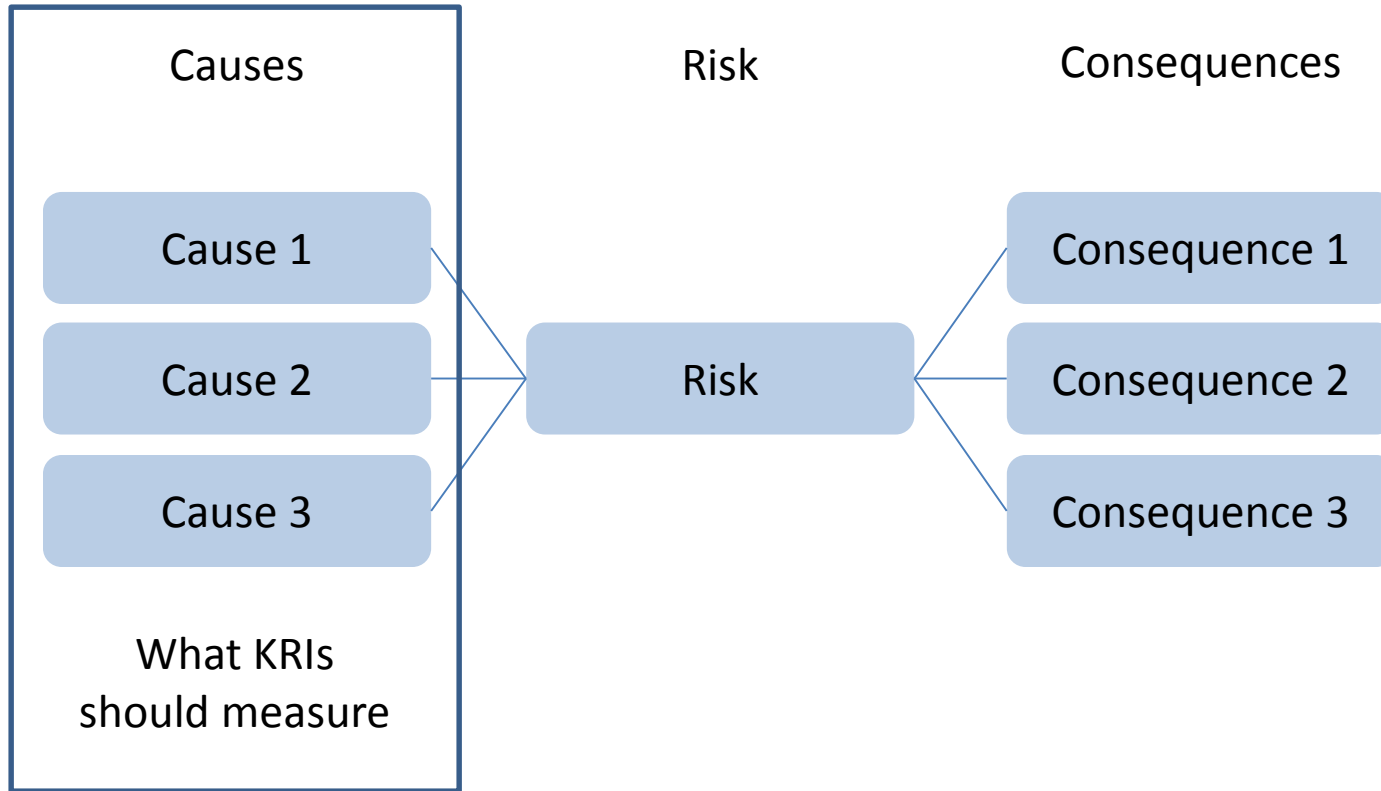 Causes
Risk
Consequences
Cause 1
Consequence 1
Cause 2
Risk
Consequence 2
Cause 3
Consequence 3
What KRIs
should measure